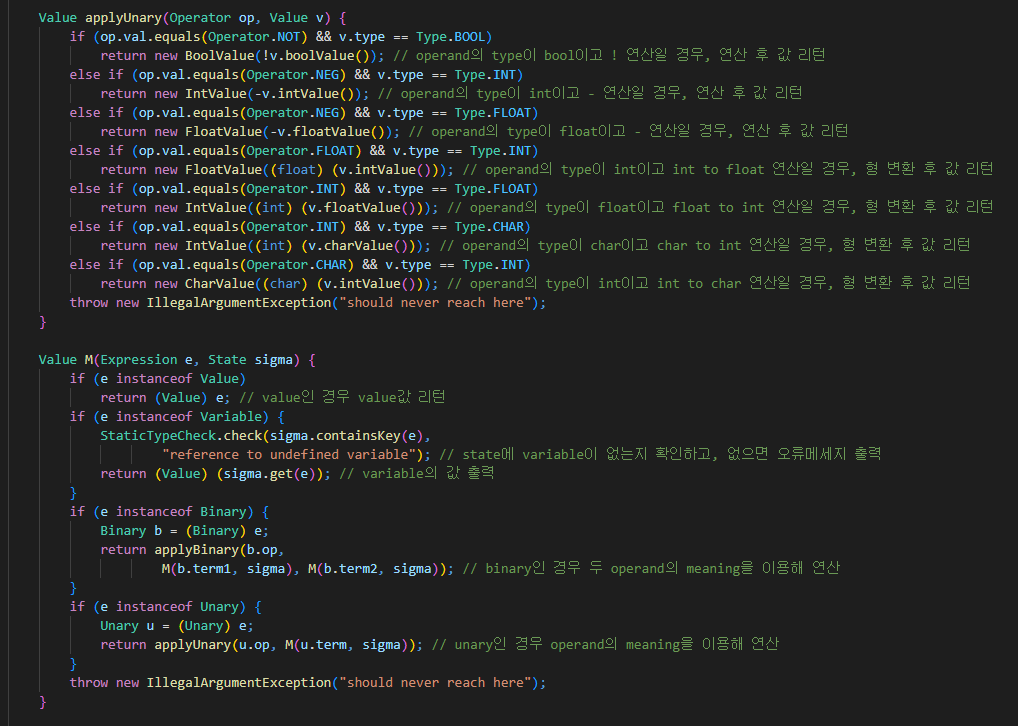 Value applyUnary(Operator op, Value v) {
if (op.val.equals(Operator.NOT) && v.type == Type.BOOL)
return new BoolValue(!v.boolValue()); // operand의 type이 bool이고 ! 연산일 경우, 연산 후 값 리턴
else if (op.val.equals(Operator.NEG) && v.type == Type.INT)
return new IntValue(-v.intValue()); // operand의 type이 int이고 - 연산일 경우, 연산 후 값 리턴
else if (op.val.equals(Operator.NEG) && v.type == Type.FLOAT)
return new FloatValue(-v.floatValue()); // operand의 type이 float이고 - 연산일 경우, 연산 후 값 리턴
else if (op.val.equals(Operator.FLOAT) && v.type == Type.INT)
return new FloatValue((float) (v.intValue())); // operand의 type이 int이고 int to float 연산일 경우, 형 변환 후 값 리턴
else if (op.val.equals(Operator.INT) && v.type == Type.FLOAT)
return new IntValue((int) (v.floatValue())); // operand의 type이 float이고 float to int 연산일 경우, 형 변환 후 값 리턴
else if (op.val.equals(Operator.INT) && v.type == Type.CHAR)
return new IntValue((int) (v.charValue())); // operand의 type이 char이고 char to int 연산일 경우, 형 변환 후 값 리턴
else if (op.val.equals(Operator.CHAR) && v.type == Type.INT)
return new CharValue((char) (v.intValue())); // operand의 type이 int이고 int to char 연산일 경우, 형 변환 후 값 리턴
throw new IllegalArgumentException("should never reach here");
}
Value M(Expression e, State sigma) {
if (e instanceof Value)
return (Value) e; // value인 경우 value값 리턴
if (e instanceof Variable) {
StaticTypeCheck.check(sigma.containsKey(e),
"reference to undefined variable"); // state에 variable이 없는지 확인하고, 없으면 오류메세지 출력
return (Value) (sigma.get(e)); // variable의 값 출력
}
if (e instanceof Binary) {
Binary b = (Binary) e;
return applyBinary(b.op,
M(b.term1, sigma), M(b.term2, sigma)); // binary인 경우 두 operand의 meaning을 이용해 연산
}
if (e instanceof Unary) {
Unary u = (Unary) e;
return applyUnary(u.op, M(u.term, sigma)); // unary인 경우 operand의 meaning을 이용해 연산
}
throw new IllegalArgumentException("should never reach here");
}